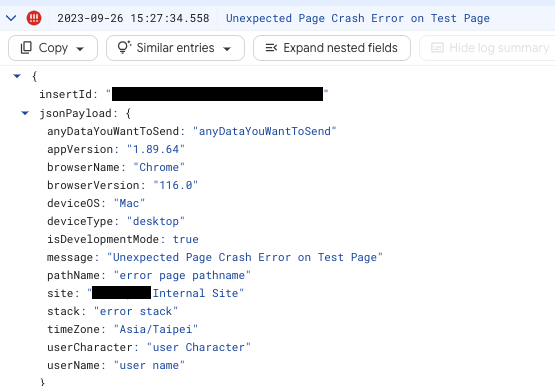 2023-09-26 15:27:34.558 Unexpected Page Crash Error on Test Page
Copy Similar entries Expand nested fields Hide log summary
{
insertId: "
"
jsonPayload: {
anyDataYouWantToSend: "anyDataYouWantToSend"
appVersion: "1.89.64"
browserName: "Chrome"
browserVersion: "116.0"
deviceOS: "Mac"
deviceType: "desktop"
isDevelopmentMode: true
message: "Unexpected Page Crash Error on Test Page"
pathName: "error page pathname"
site: " Internal Site"
stack: "error stack"
timeZone: "Asia/Taipei"
userCharacter: "user Character"
userName: "user name"
}